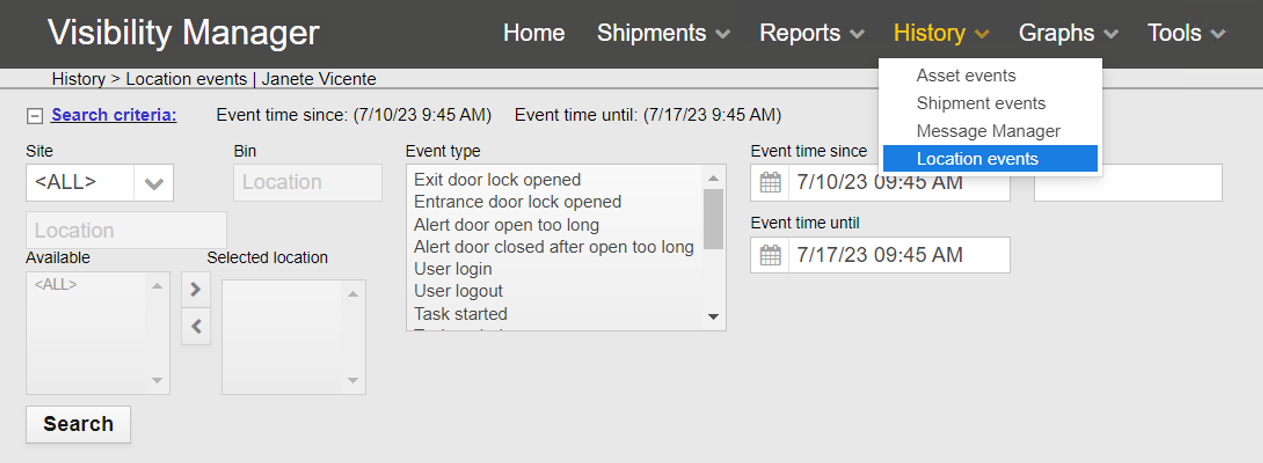 Visibility Manager
Home Shipments Reports History Graphs Tools
Asset events
Shipment events
Message Manager
Location events
History > Location events | Janete Vicente
Search criteria: Event time since: (7/10/23 9:45 AM) Event time until: (7/17/23 9:45 AM)
Site
<ALL>
Bin
Location
Location
Available
<ALL>
Selected location
Event type
Exit door lock opened
Entrance door lock opened
Alert door open too long
Alert door closed after open too long
User login
User logout
Task started
Event time since
7/10/23 09:45 AM
Event time until
7/17/23 09:45 AM
Search